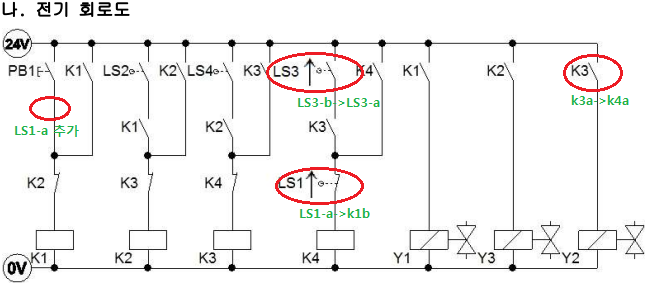 나. 전기 회로도
24V
PB1 K1 LS2 K2 LS4 K3 LS3 K4 K1 K2 K3
LS3-b->LS3-a k3a->k4a
LS1-a 추가 K1 K2 K3
K2 K3 K4 LS1
LS1-a->k1b
0V K1 K2 K3 K4 Y1 Y3 Y2